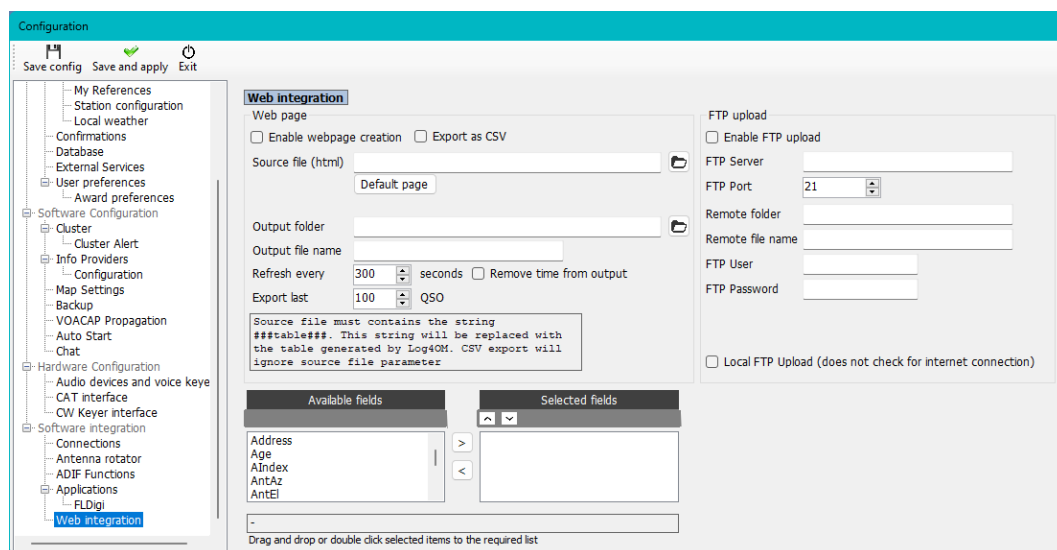 Configuration
Save config Save and apply Exit
My References
Station configuration
Local weather
Confirmations
Database
External Services
User preferences
Award preferences
Software Configuration
Cluster
Cluster Alert
Info Providers
Configuration
Map Settings
Backup
VOACAP Propagation
Auto Start
Chat
Hardware Configuration
Audio devices and voice keye
CAT interface
CW Keyer interface
Software integration
Connections
Antenna rotator
ADIF Functions
Applications
FLDigi
Web integration
Web integration
Web page
Enable webpage creation Export as CSV
Source file (html)
Default page
Output folder
Output file name
Refresh every 300 seconds Remove time from output
Export last 100 QSO
Source file must contains the string
###table###. This string will be replaced with
the table generated by Log4OM. CSV export will
ignore source file parameter
FTP upload
Enable FTP upload
FTP Server
FTP Port 21
Remote folder
Remote file name
FTP User
FTP Password
Local FTP Upload (does not check for internet connection)
Available fields
Address
Age
AIndex
AntAz
AntEl
>
<
Selected fields
-
Drag and drop or double click selected items to the required list